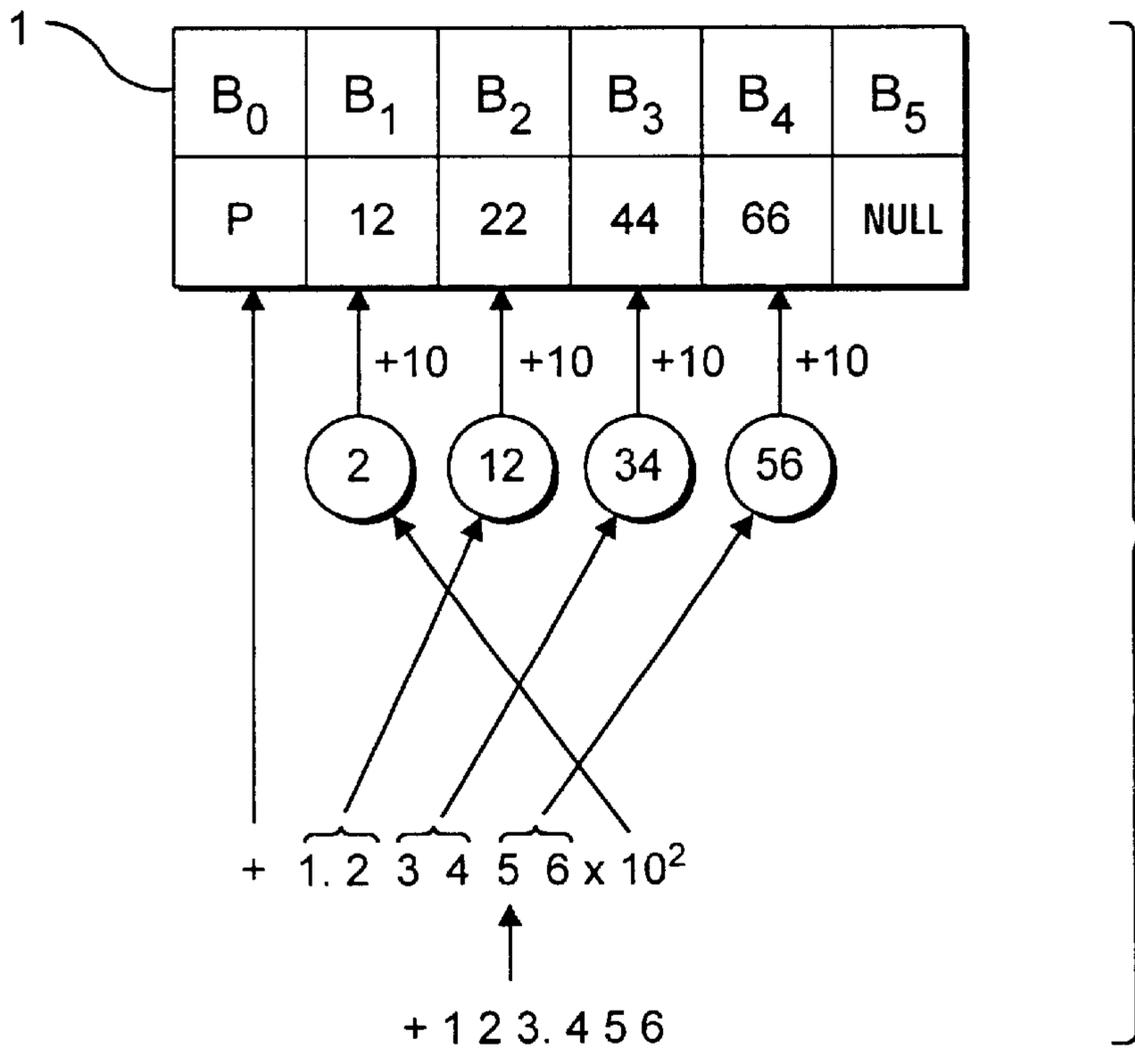 1
B₀ B₁ B₂ B₃ B₄ B₅
P 12 22 44 66 NULL
+10 +10 +10 +10
2 12 34 56
+ 1. 2 3 4 5 6 x 10²
+ 1 2 3. 4 5 6